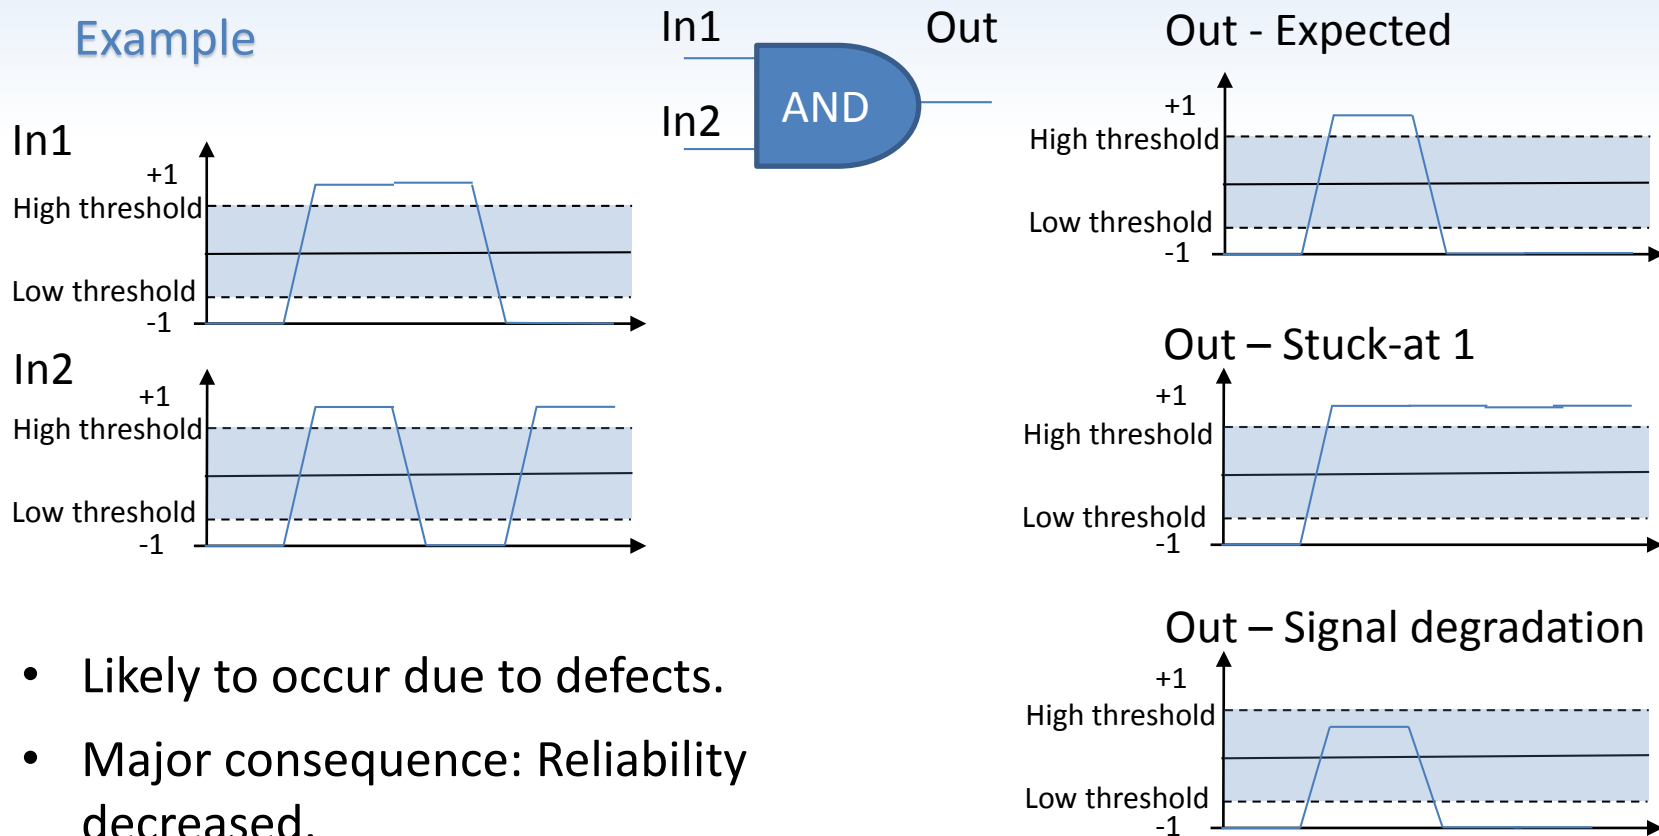 Example
In1
Out
In2
AND
In1
+1
High threshold
Low threshold
-1
In2
+1
High threshold
Low threshold
-1
• Likely to occur due to defects.
• Major consequence: Reliability
decreased.
Out - Expected
+1
High threshold
Low threshold
-1
Out – Stuck-at 1
+1
High threshold
Low threshold
-1
Out – Signal degradation
+1
High threshold
Low threshold
-1